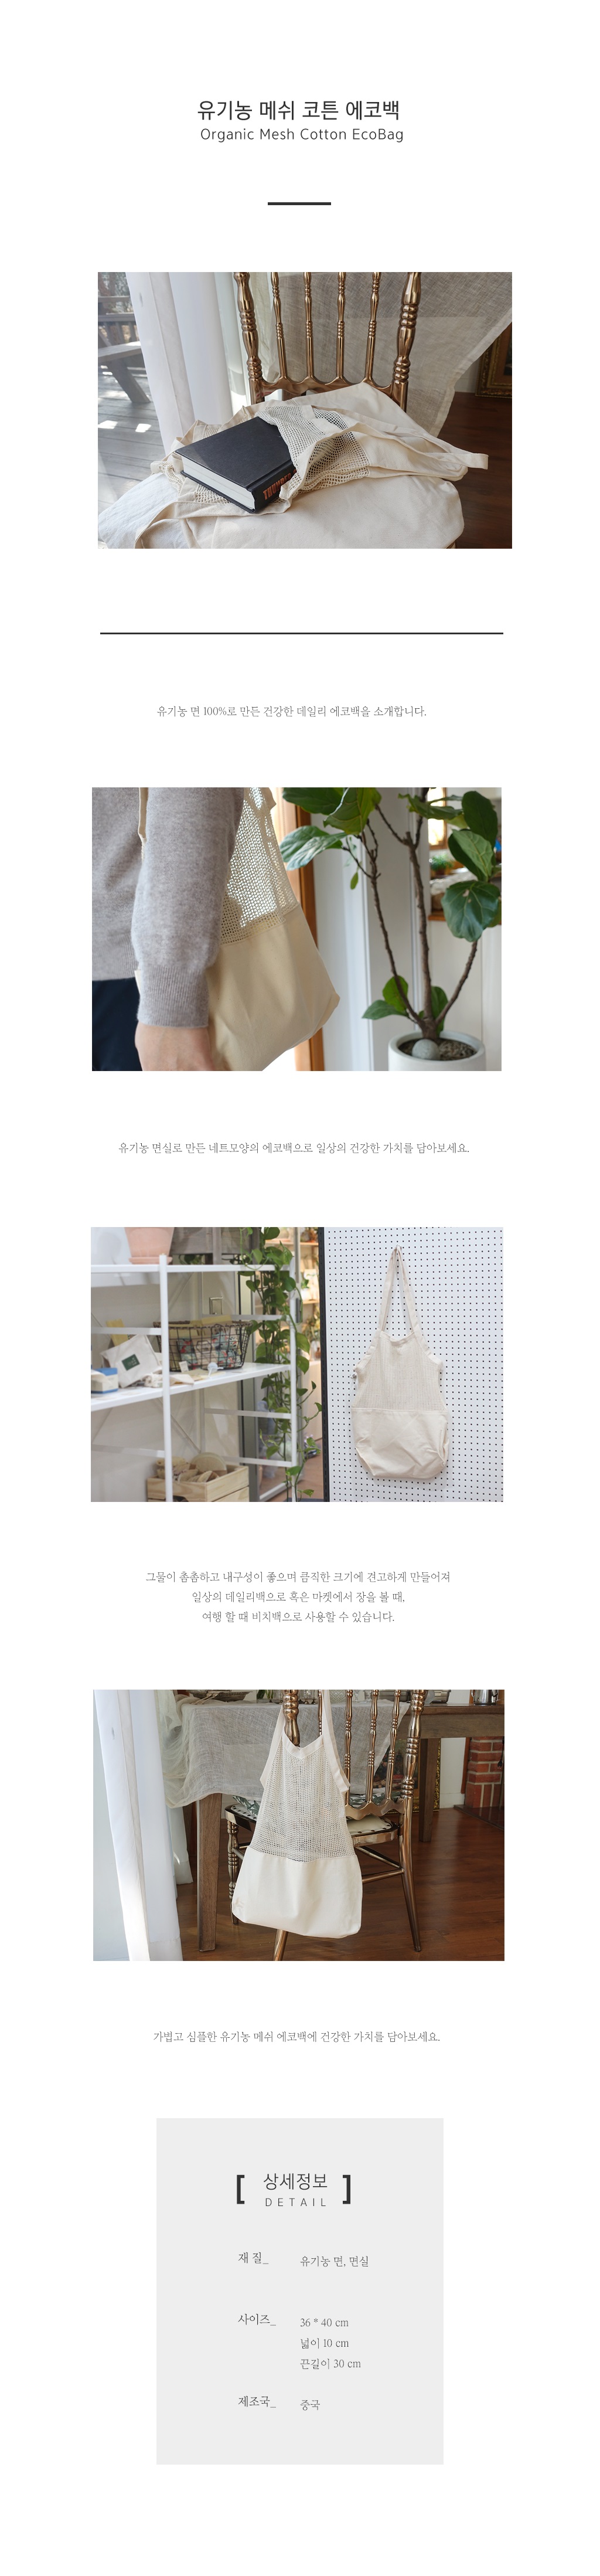 유기농 메쉬 코튼 에코백
Organic Mesh Cotton EcoBag
유기농 면 100%로 만든 건강한 데일리 에코백을 소개합니다.
유기농 면실로 만든 네트모양의 에코백으로 일상의 건강한 가치를 담아보세요.
그물이 촘촘하고 내구성이 좋으며 큼직한 크기에 견고하게 만들어져
일상의 데일리백으로 혹은 마켓에서 장을 볼 때,
여행 할 때 비치백으로 사용할 수 있습니다.
가볍고 심플한 유기농 메쉬 에코백에 건강한 가치를 담아보세요.
[ 상세정보 ]
DETAIL
재 질_ 유기농 면, 면실
사이즈_ 36 * 40 cm
넓이 10 cm
끈길이 30 cm
제조국_ 중국